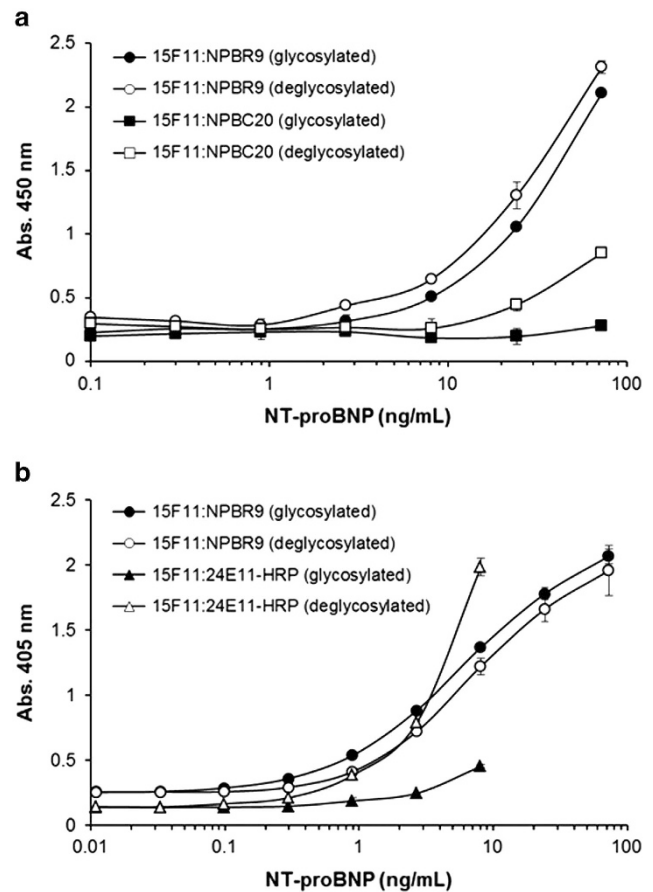 a
15F11:NPBR9 (glycosylated)
15F11:NPBR9 (deglycosylated)
15F11:NPBC20 (glycosylated)
15F11:NPBC20 (deglycosylated)
Abs. 450 nm
2.5
2
1.5
1
0.5
0
0.1 1 10 100
NT-proBNP (ng/mL)
b
15F11:NPBR9 (glycosylated)
15F11:NPBR9 (deglycosylated)
15F11:24E11-HRP (glycosylated)
15F11:24E11-HRP (deglycosylated)
Abs. 405 nm
2.5
2
1.5
1
0.5
0
0.01 0.1 1 10 100
NT-proBNP (ng/mL)